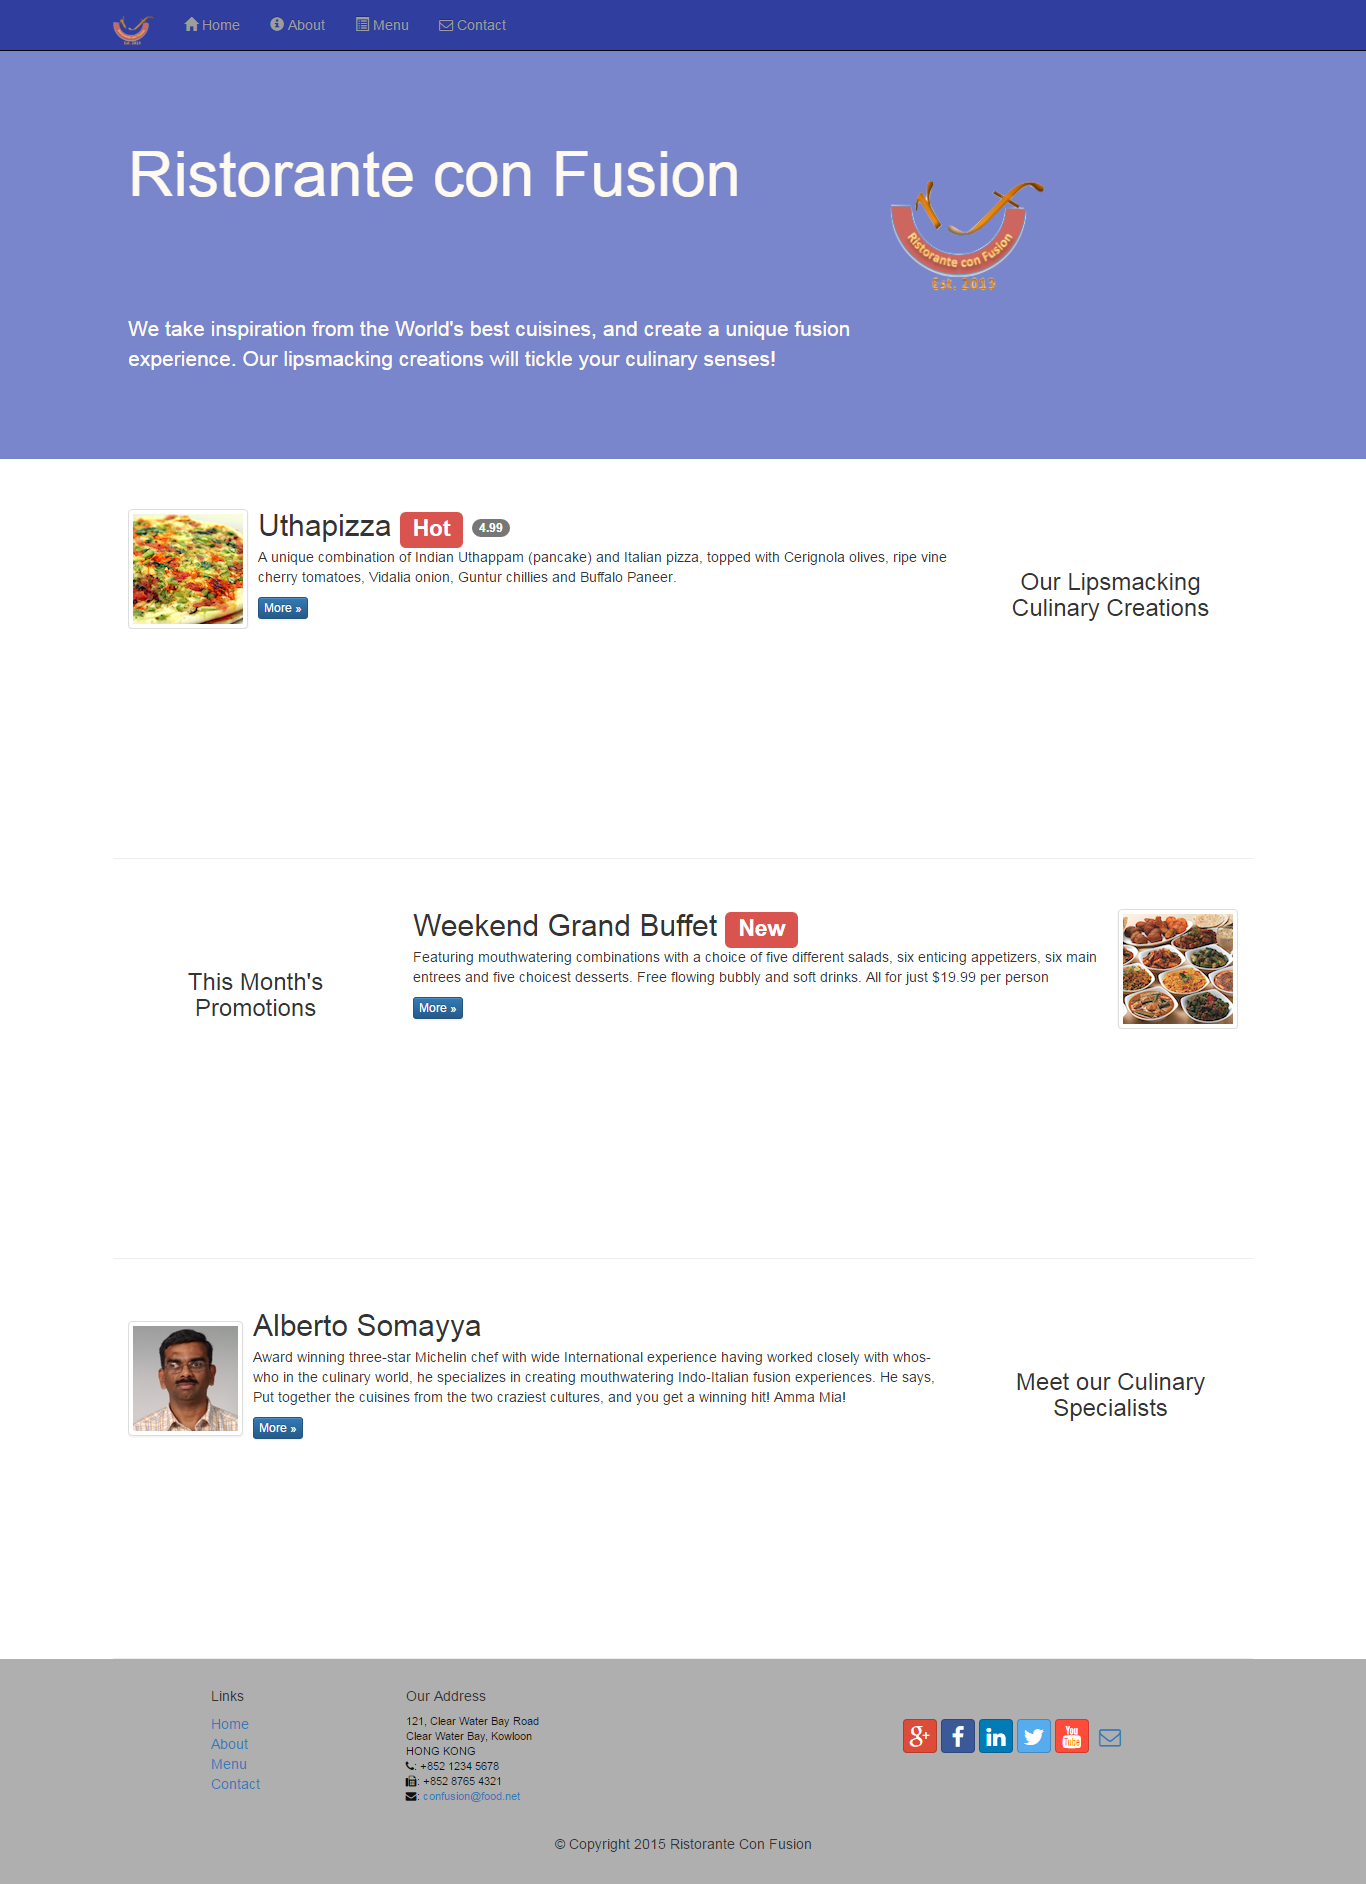 Home About Menu Contact
Ristorante con Fusion
Ristorante con Fusion
Est. 2015
We take inspiration from the World's best cuisines, and create a unique fusion
experience. Our lipsmacking creations will tickle your culinary senses!
Uthapizza Hot 4.99
A unique combination of Indian Uthappam (pancake) and Italian pizza, topped with Cerignola olives, ripe vine
cherry tomatoes, Vidalia onion, Guntur chillies and Buffalo Paneer.
More »
Our Lipsmacking
Culinary Creations
This Month's
Promotions
Weekend Grand Buffet New
Featuring mouthwatering combinations with a choice of five different salads, six enticing appetizers, six main
entrees and five choicest desserts. Free flowing bubbly and soft drinks. All for just $19.99 per person
More »
Alberto Somayya
Award winning three-star Michelin chef with wide International experience having worked closely with whos-
who in the culinary world, he specializes in creating mouthwatering Indo-Italian fusion experiences. He says,
Put together the cuisines from the two craziest cultures, and you get a winning hit! Amma Mia!
More »
Meet our Culinary
Specialists
Links
Home
About
Menu
Contact
Our Address
121, Clear Water Bay Road
Clear Water Bay, Kowloon
HONG KONG
: +852 1234 5678
: +852 8765 4321
: confusion@food.net
g+ f in You Tube
© Copyright 2015 Ristorante Con Fusion